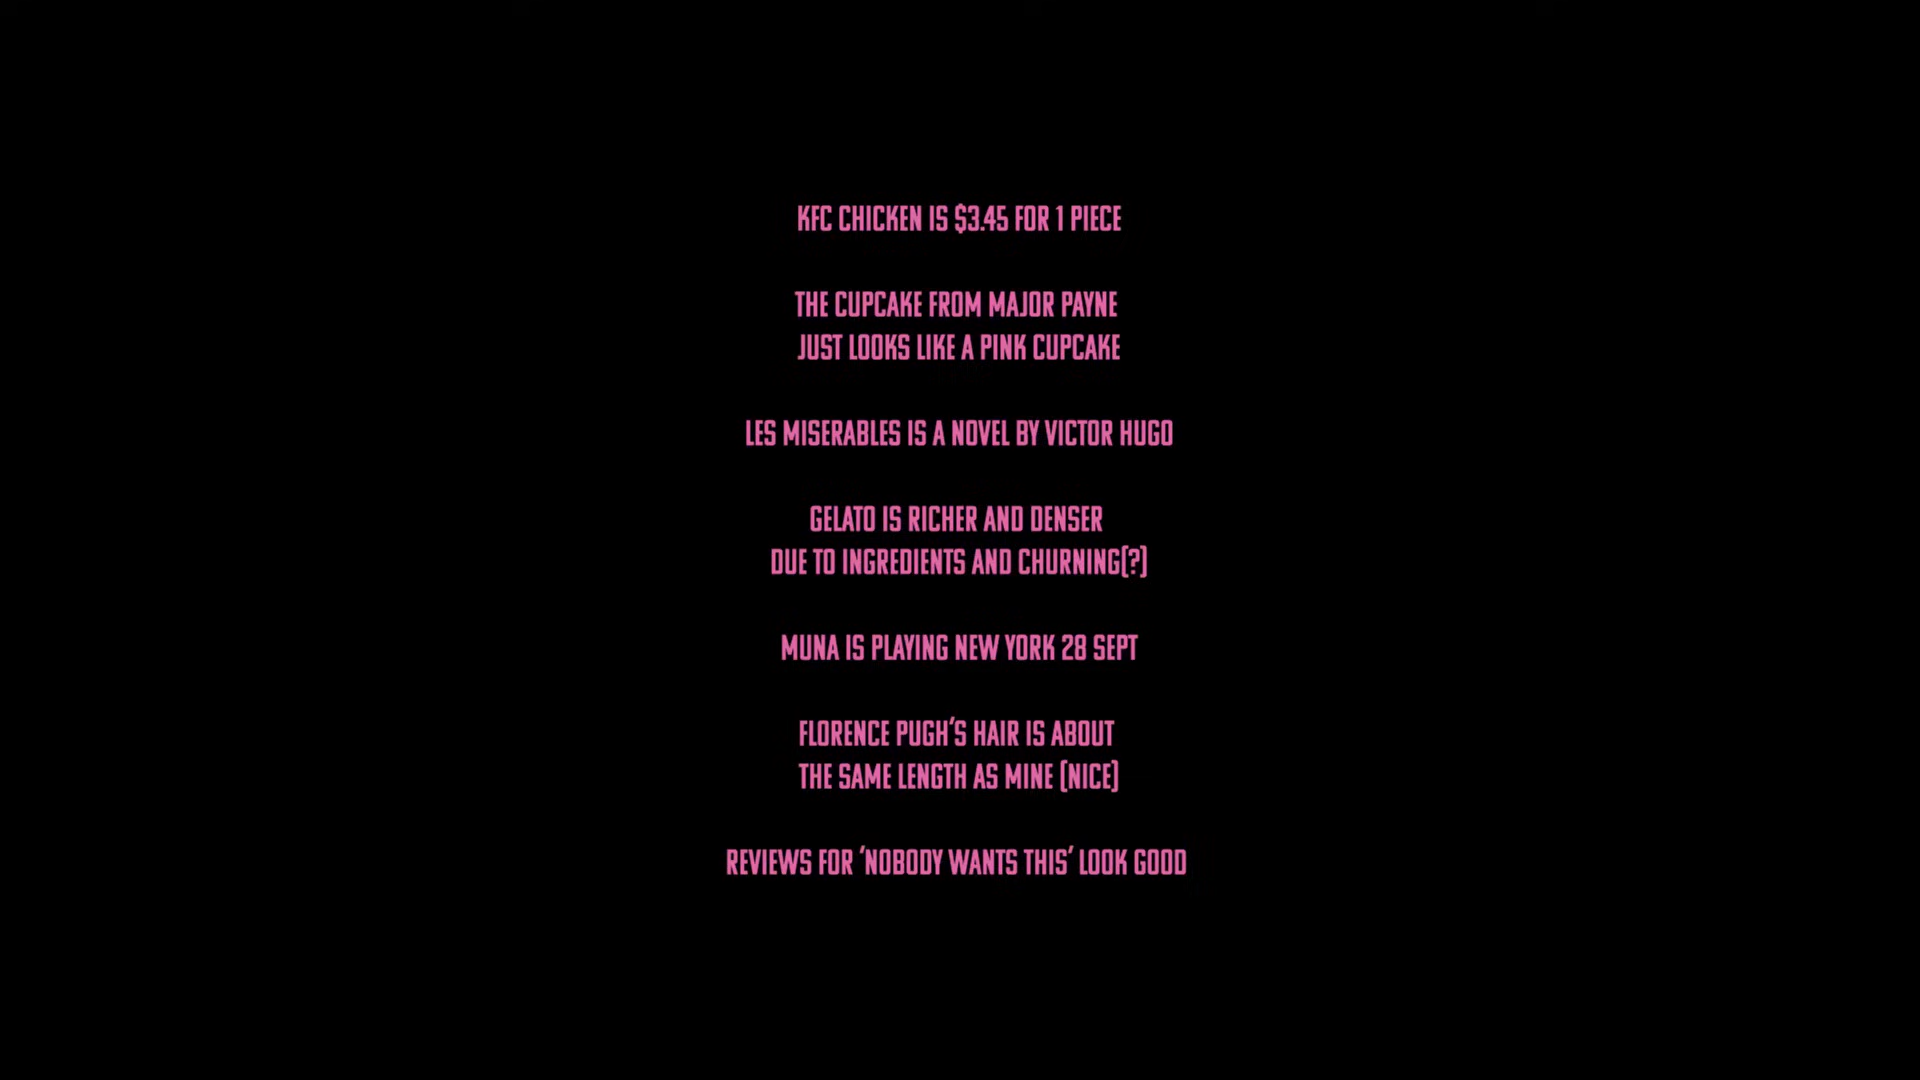 KFC CHICKEN IS $3.45 FOR 1 PIECE
THE CUPCAKE FROM MAJOR PAYNE
JUST LOOKS LIKE A PINK CUPCAKE
LES MISERABLES IS A NOVEL BY VICTOR HUGO
GELATO IS RICHER AND DENSER
DUE TO INGREDIENTS AND CHURNING(?)
MUNA IS PLAYING NEW YORK 28 SEPT
FLORENCE PUGH'S HAIR IS ABOUT
THE SAME LENGTH AS MINE (NICE)
REVIEWS FOR 'NOBODY WANTS THIS' LOOK GOOD